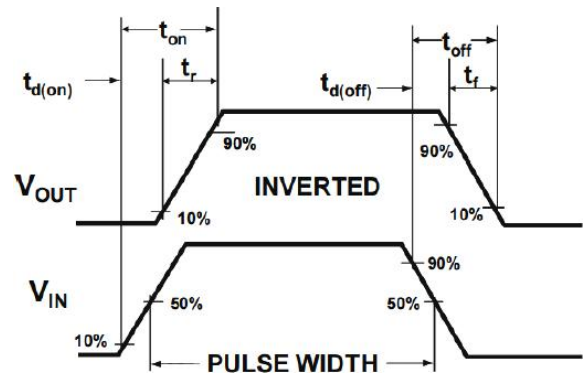 t_on
t_off
t_d(on)
t_r
t_d(off)
t_f
90%
90%
V_OUT
INVERTED
10%
10%
90%
V_IN
50%
50%
10%
PULSE WIDTH